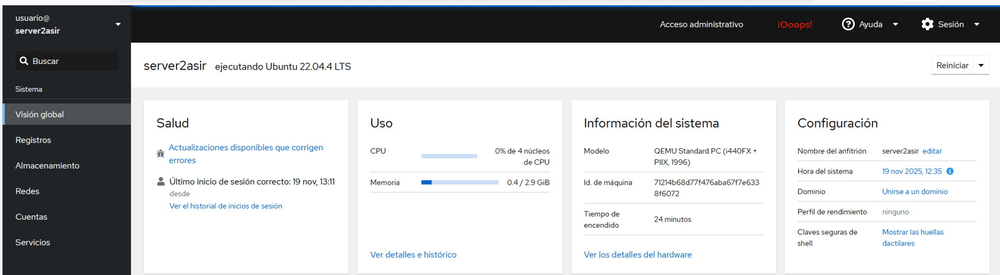 usuario@
server2asir
Acceso administrativo
¡Ooops!
Ayuda
Sesión
Buscar
Sistema
Visión global
Registros
Almacenamiento
Redes
Cuentas
Servicios
server2asir ejecutando Ubuntu 22.04.4 LTS
Reiniciar
Salud
Actualizaciones disponibles que corrigen
errores
Último inicio de sesión correcto: 19 nov, 13:11
desde
Ver el historial de inicios de sesión
Uso
CPU 0% de 4 núcleos
de CPU
Memoria 0.4 / 2.9 GiB
Ver detalles e histórico
Información del sistema
Modelo QEMU Standard PC (i440FX +
PIIX, 1996)
Id. de máquina 71214b68d77f476aba67f7e633
8f6072
Tiempo de
encendido 24 minutos
Ver los detalles del hardware
Configuración
Nombre del anfitrión server2asir editar
Hora del sistema 19 nov 2025, 12:35
Dominio Unirse a un dominio
Perfil de rendimiento ninguno
Claves seguras de
shell
Mostrar las huellas
dactilares